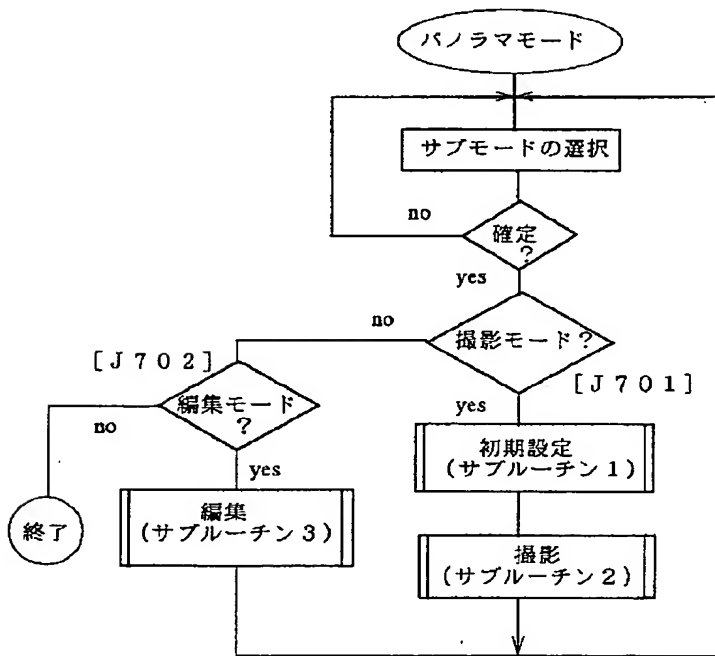 パノラマモード
サブモードの選択
no
確定
?
yes
no
撮影モード?
[J702]
[J701]
編集モード
?
no
yes
yes
初期設定
(サブルーチン1)
終了
編集
(サブルーチン3)
撮影
(サブルーチン2)